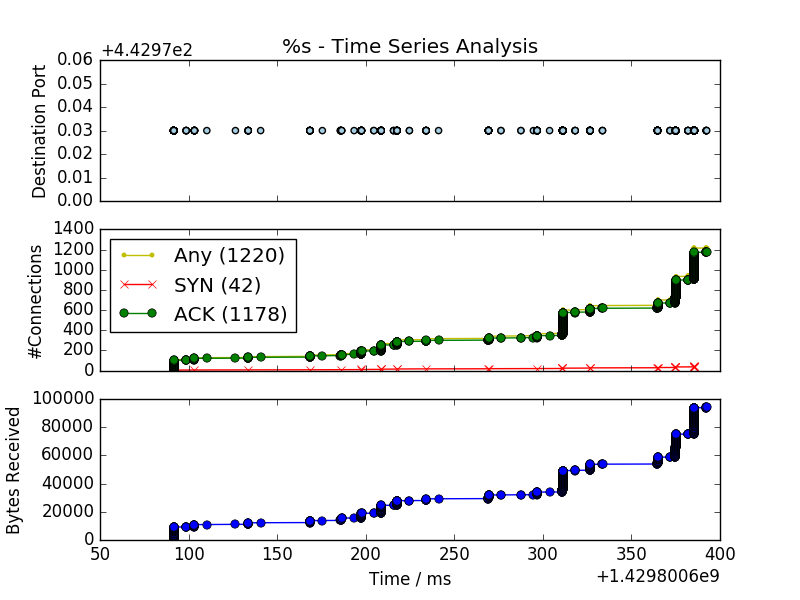 %s - Time Series Analysis
+4.4297e2
0.06
0.05
0.04
0.03
0.02
0.01
0.00
Destination Port
1400
1200
1000
800
600
400
200
0
#Connections
Any (1220)
SYN (42)
ACK (1178)
100000
80000
60000
40000
20000
0
Bytes Received
50 100 150 200 250 300 350 400
Time / ms
+1.4298006e9